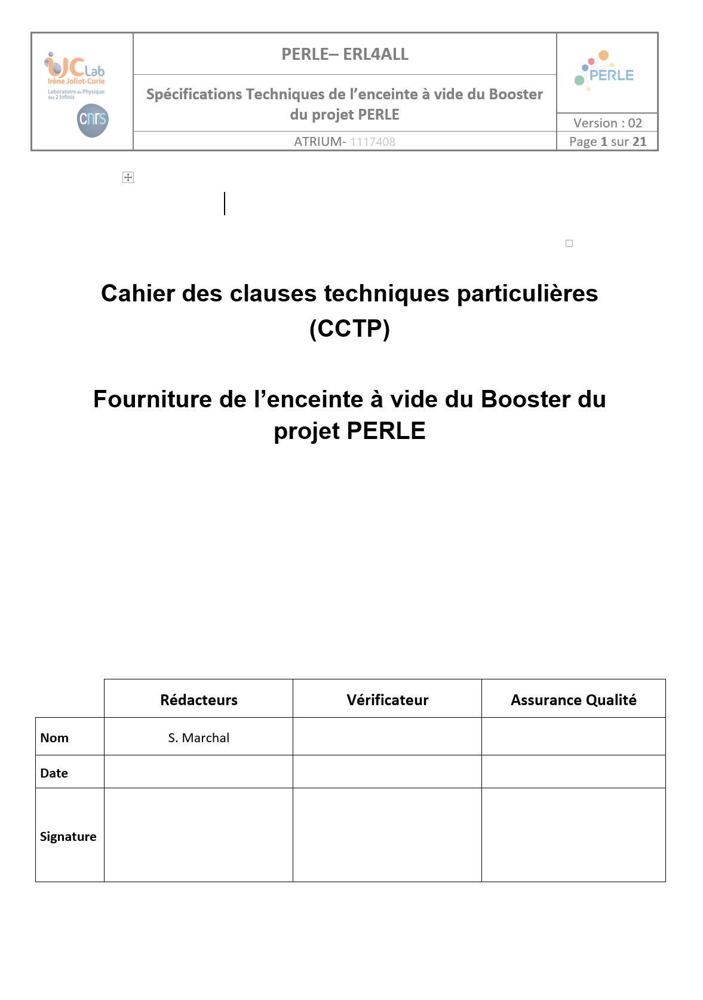 iJC Lab
Irène Joliot-Curie
Laboratoire de Physique
des 2 Infinis
cnrs
PERLE– ERL4ALL
Spécifications Techniques de l’enceinte à vide du Booster
du projet PERLE
ATRIUM- 1117408
PERLE
Version : 02
Page 1 sur 21
Cahier des clauses techniques particulières
(CCTP)
Fourniture de l’enceinte à vide du Booster du
projet PERLE
Rédacteurs Vérificateur Assurance Qualité
Nom S. Marchal
Date
Signature